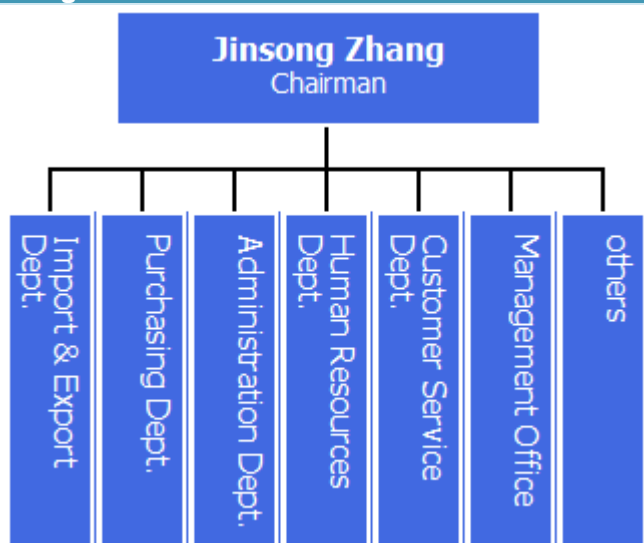 Jinsong Zhang
Chairman
Import & Export
Dept.
Purchasing Dept.
Administration Dept.
Human Resources
Dept.
Customer Service
Dept.
Management Office
others